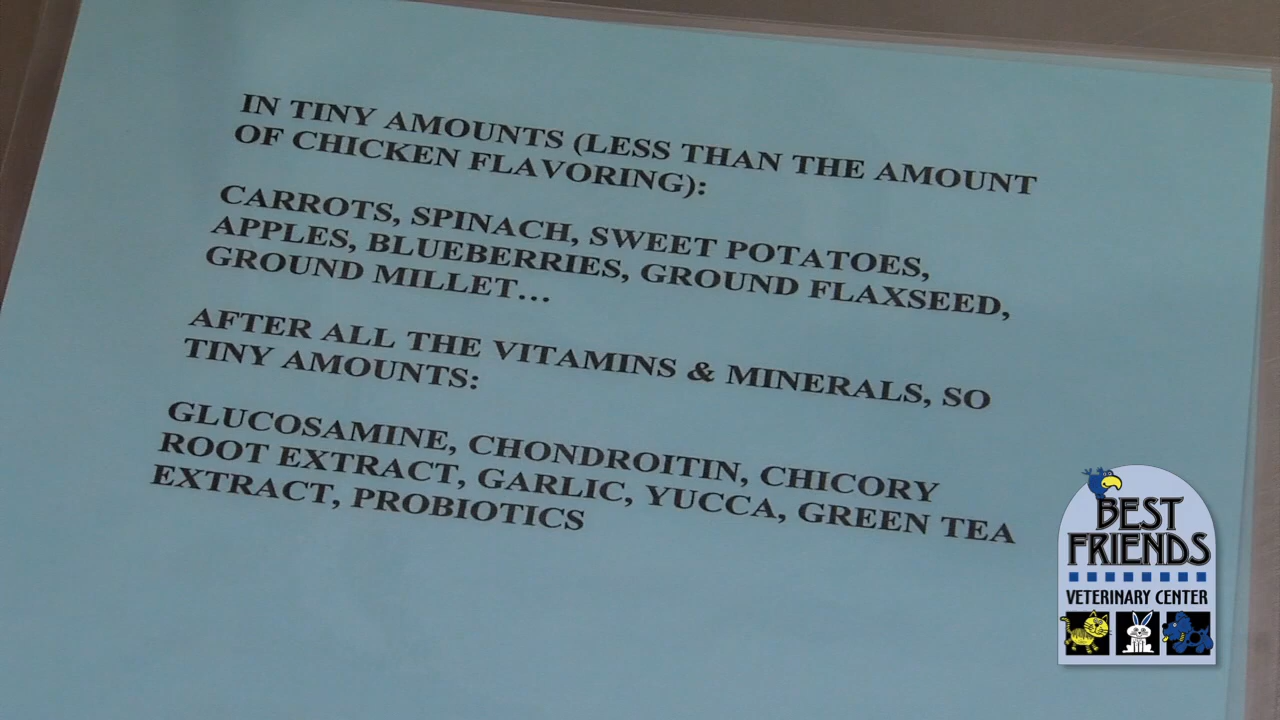 IN TINY AMOUNTS (LESS THAN THE AMOUNT
OF CHICKEN FLAVORING):
CARROTS, SPINACH, SWEET POTATOES,
APPLES, BLUEBERRIES, GROUND FLAXSEED,
GROUND MILLET…
AFTER ALL THE VITAMINS & MINERALS, SO
TINY AMOUNTS:
GLUCOSAMINE, CHONDROITIN, CHICORY
ROOT EXTRACT, GARLIC, YUCCA, GREEN TEA
EXTRACT, PROBIOTICS
BEST
FRIENDS
VETERINARY CENTER